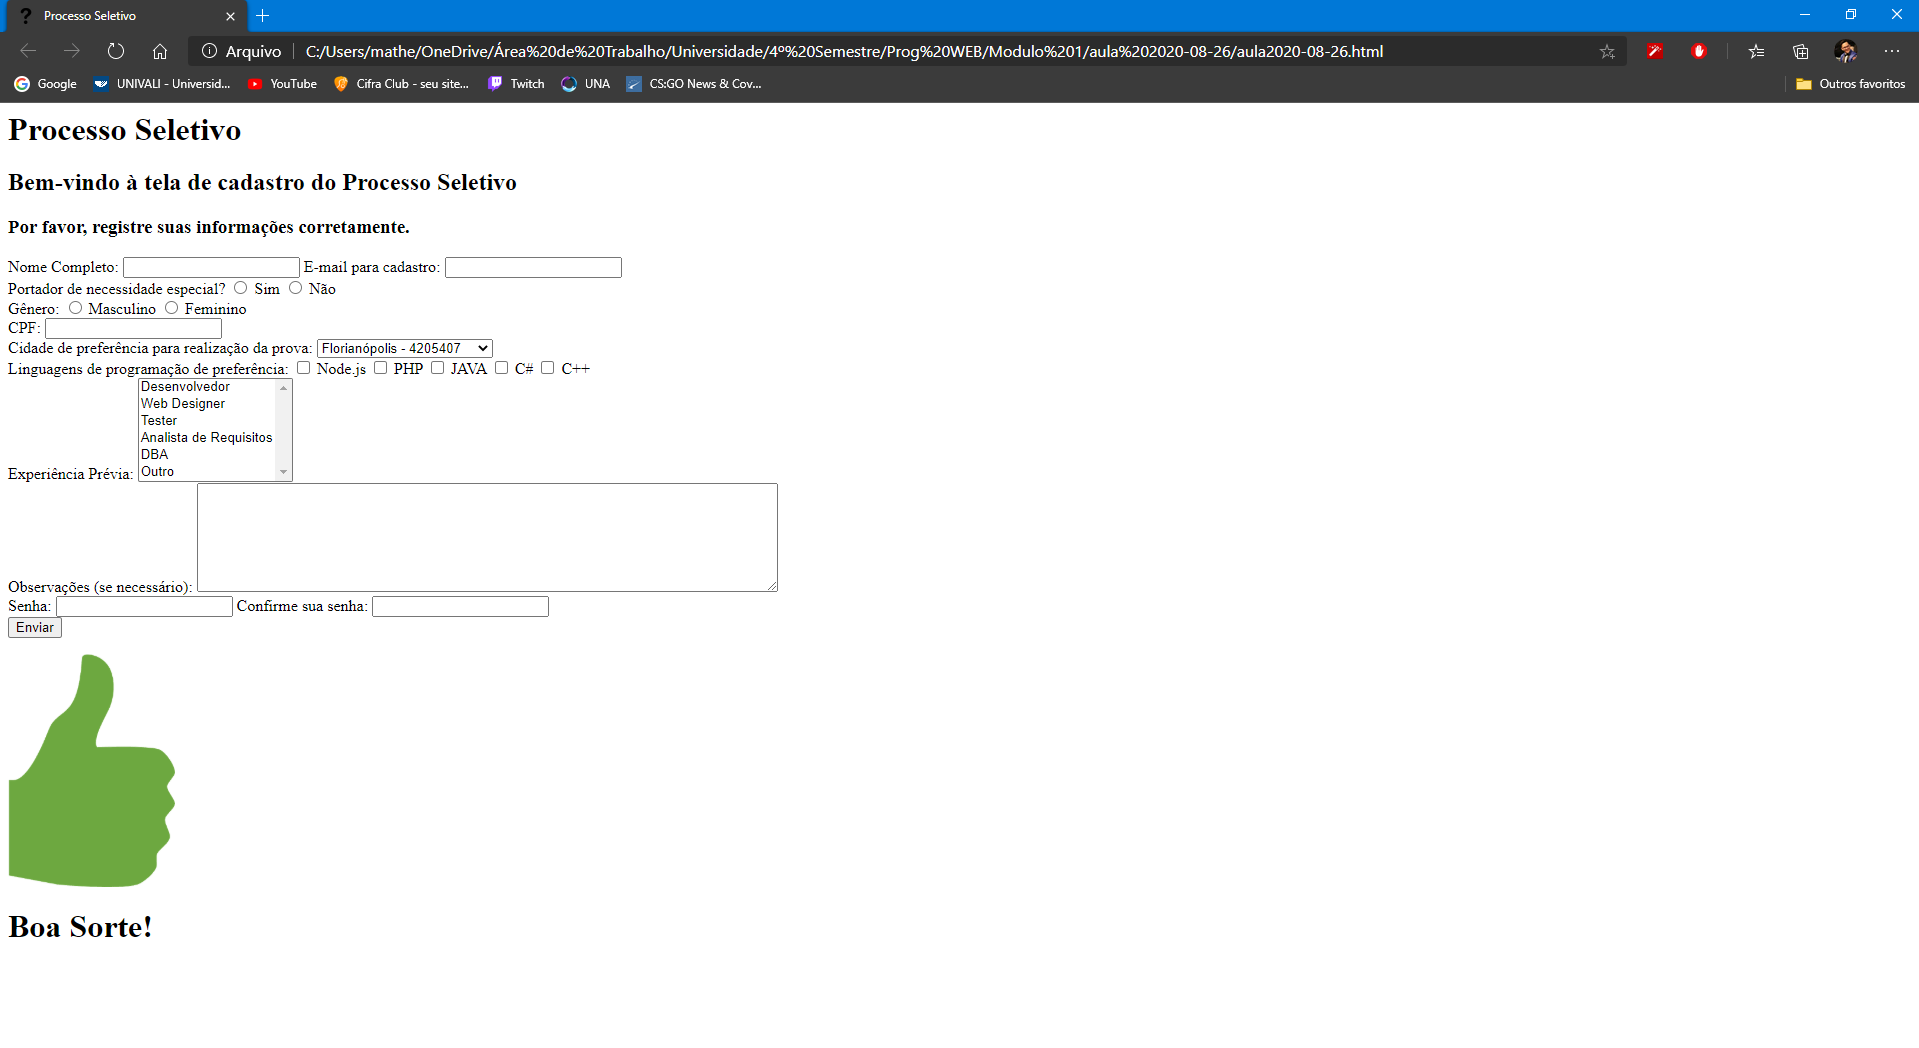 Processo Seletivo
Arquivo C:/Users/mathe/OneDrive/Área%20de%20Trabalho/Universidade/4º%20Semestre/Prog%20WEB/Modulo%201/aula%202020-08-26/aula2020-08-26.html
Google UNIVALI - Universid... YouTube Cifra Club - seu site... Twitch UNA CS:GO News & Cov... Outros favoritos
Processo Seletivo
Bem-vindo à tela de cadastro do Processo Seletivo
Por favor, registre suas informações corretamente.
Nome Completo: E-mail para cadastro:
Portador de necessidade especial? Sim Não
Gênero: Masculino Feminino
CPF:
Cidade de preferência para realização da prova: Florianópolis - 4205407
Linguagens de programação de preferência: Node.js PHP JAVA C# C++
Desenvolvedor
Web Designer
Tester
Analista de Requisitos
DBA
Outro
Experiência Prévia:
Observações (se necessário):
Senha: Confirme sua senha:
Enviar
Boa Sorte!